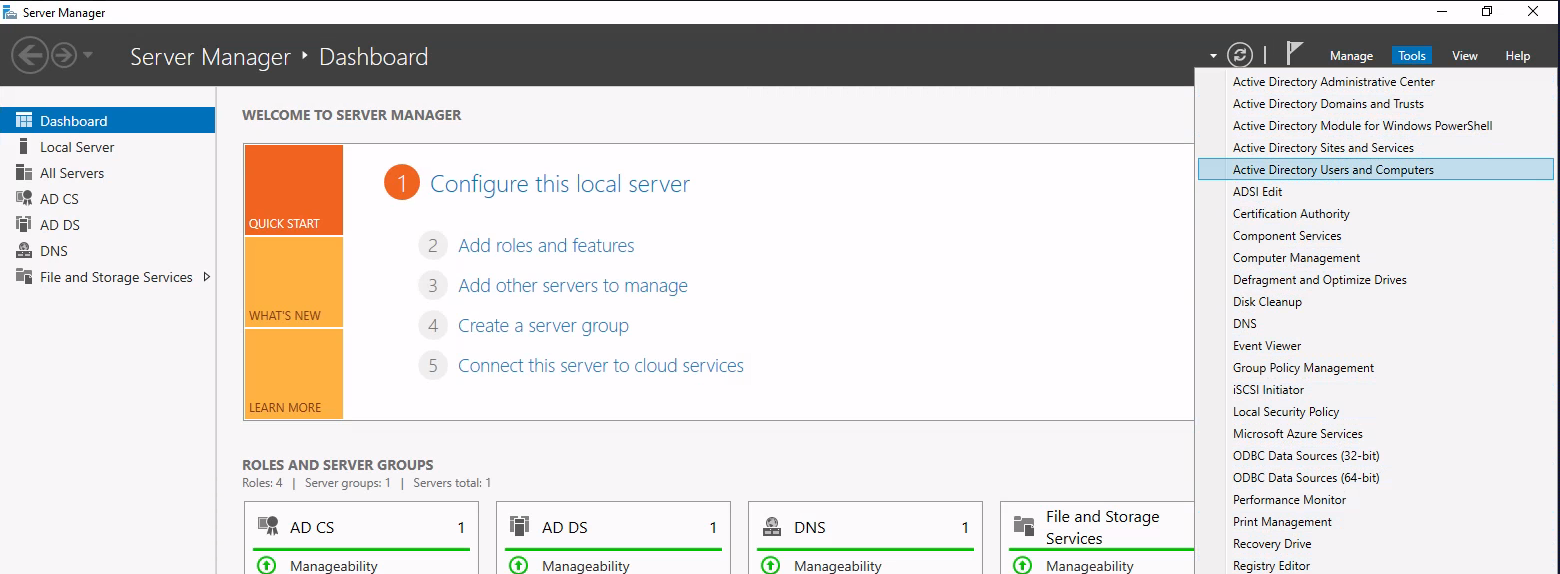 Server Manager
Server Manager ‣ Dashboard
Manage
Tools
View
Help
Dashboard
Local Server
All Servers
AD CS
AD DS
DNS
File and Storage Services
WELCOME TO SERVER MANAGER
QUICK START
WHAT'S NEW
LEARN MORE
1 Configure this local server
2 Add roles and features
3 Add other servers to manage
4 Create a server group
5 Connect this server to cloud services
ROLES AND SERVER GROUPS
Roles: 4 | Server groups: 1 | Servers total: 1
AD CS 1
Manageability
AD DS 1
Manageability
DNS 1
Manageability
File and Storage
Services
Manageability
Active Directory Administrative Center
Active Directory Domains and Trusts
Active Directory Module for Windows PowerShell
Active Directory Sites and Services
Active Directory Users and Computers
ADSI Edit
Certification Authority
Component Services
Computer Management
Defragment and Optimize Drives
Disk Cleanup
DNS
Event Viewer
Group Policy Management
iSCSI Initiator
Local Security Policy
Microsoft Azure Services
ODBC Data Sources (32-bit)
ODBC Data Sources (64-bit)
Performance Monitor
Print Management
Recovery Drive
Registry Editor